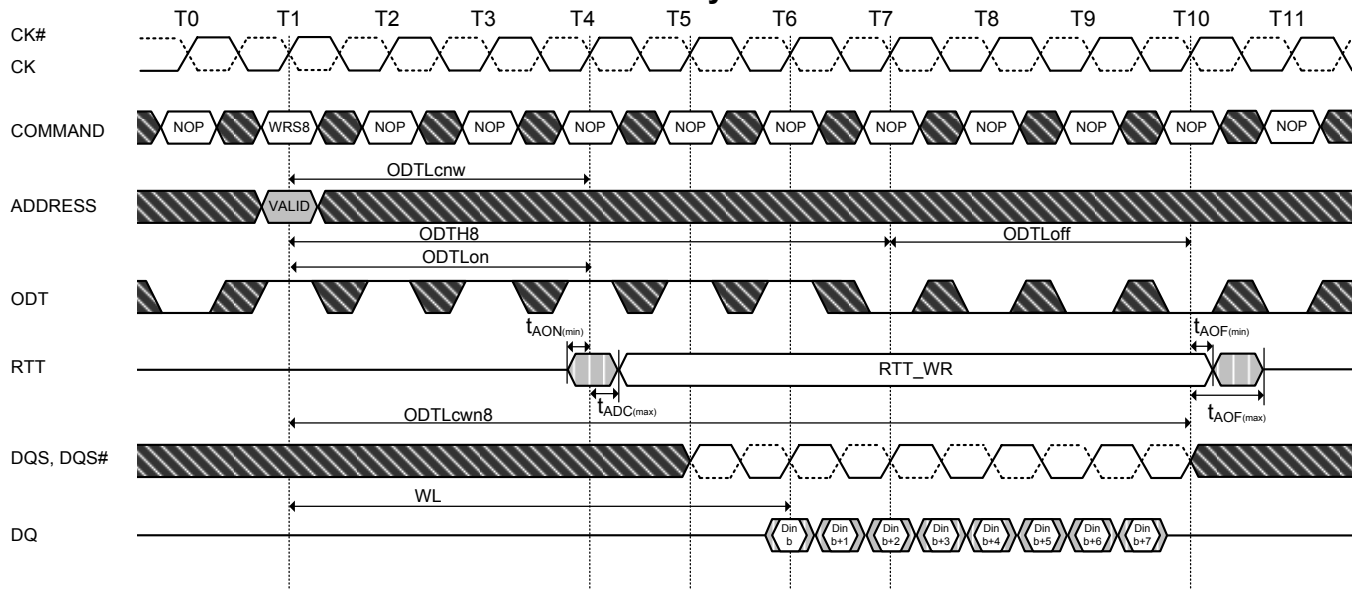 T0 T1 T2 T3 T4 T5 T6 T7 T8 T9 T10 T11
CK#
CK
COMMAND NOP WRS8 NOP NOP NOP NOP NOP NOP NOP NOP NOP NOP
ODTLcnw
ADDRESS VALID
ODTH8 ODTLoff
ODTLon
ODT
tAON(min) tAOF(min)
RTT RTT_WR
tADC(max) tAOF(max)
ODTLcwn8
DQS, DQS#
WL
DQ Din b Din b+1 Din b+2 Din b+3 Din b+4 Din b+5 Din b+6 Din b+7